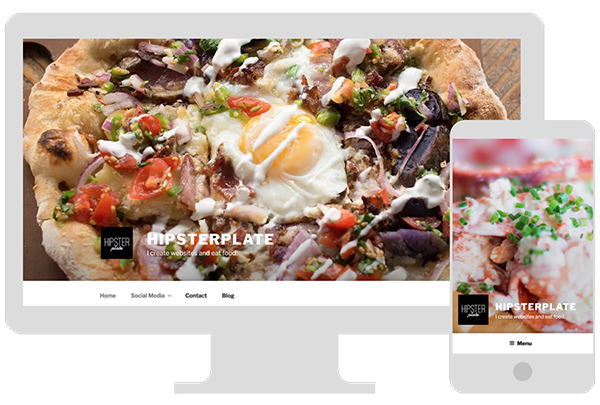 HIPSTER
plate
HIPSTERPLATE
I create websites and eat food!
Home Social Media Contact Blog
HIPSTER
plate
HIPSTERPLATE
I create websites and eat food!
Menu